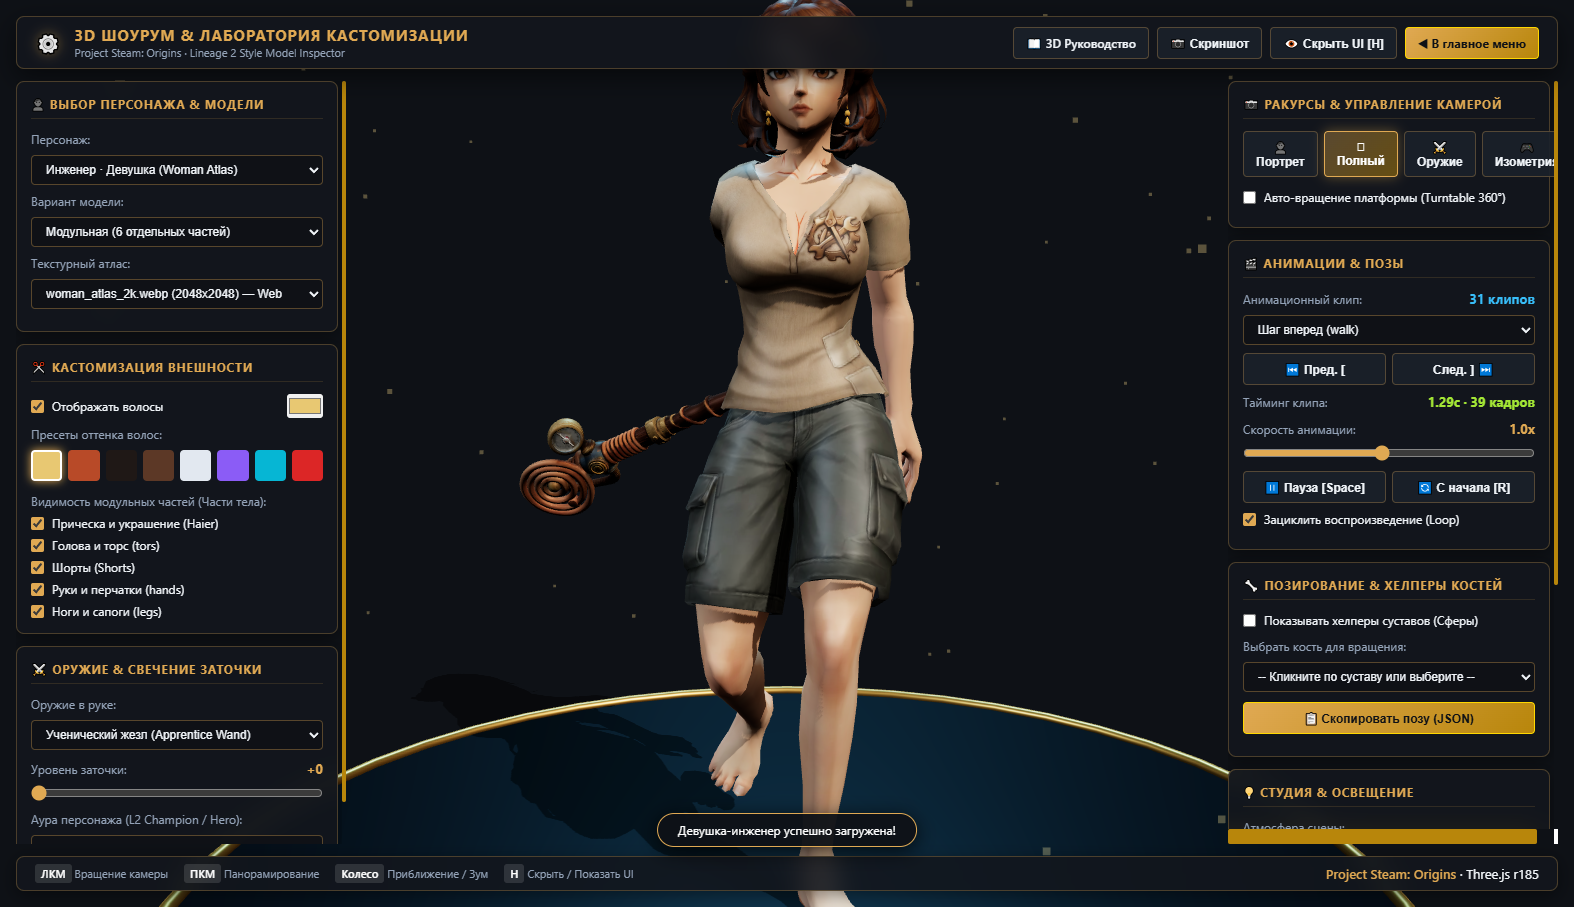 3D ШОУРУМ & ЛАБОРАТОРИЯ КАСТОМИЗАЦИИ
Project Steam: Origins · Lineage 2 Style Model Inspector
3D Руководство
Скриншот
Скрыть UI [H]
В главное меню
ВЫБОР ПЕРСОНАЖА & МОДЕЛИ
Персонаж:
Инженер - Девушка (Woman Atlas)
Вариант модели:
Модульная (6 отдельных частей)
Текстурный атлас:
woman_atlas_2k.webp (2048x2048) — Web
КАСТОМИЗАЦИЯ ВНЕШНОСТИ
Отображать волосы
Пресеты оттенка волос:
Видимость модульных частей (Части тела):
Прическа и украшение (Haier)
Голова и торс (tors)
Шорты (Shorts)
Руки и перчатки (hands)
Ноги и сапоги (legs)
ОРУЖИЕ & СВЕЧЕНИЕ ЗАТОЧКИ
Оружие в руке:
Ученический жезл (Apprentice Wand)
Уровень заточки:
+0
Аура персонажа (L2 Champion / Hero):
РАКУРСЫ & УПРАВЛЕНИЕ КАМЕРОЙ
Портрет
Полный
Оружие
Изометрия
Авто-вращение платформы (Turntable 360°)
АНИМАЦИИ & ПОЗЫ
Анимационный клип:
31 клипов
Шаг вперед (walk)
Пред. [
След. ]
Тайминг клипа:
1.29с · 39 кадров
Скорость анимации:
1.0x
Пауза [Space]
С начала [R]
Зациклить воспроизведение (Loop)
ПОЗИРОВАНИЕ & ХЕЛПЕРЫ КОСТЕЙ
Показывать хелперы суставов (Сферы)
Выбрать кость для вращения:
-- Кликните по суставу или выберите --
Скопировать позу (JSON)
СТУДИЯ & ОСВЕЩЕНИЕ
Атмосфера сцены:
Девушка-инженер успешно загружена!
ЛКМ Вращение камеры
ПКМ Панорамирование
Колесо Приближение / Зум
H Скрыть / Показать UI
Project Steam: Origins · Three.js r185